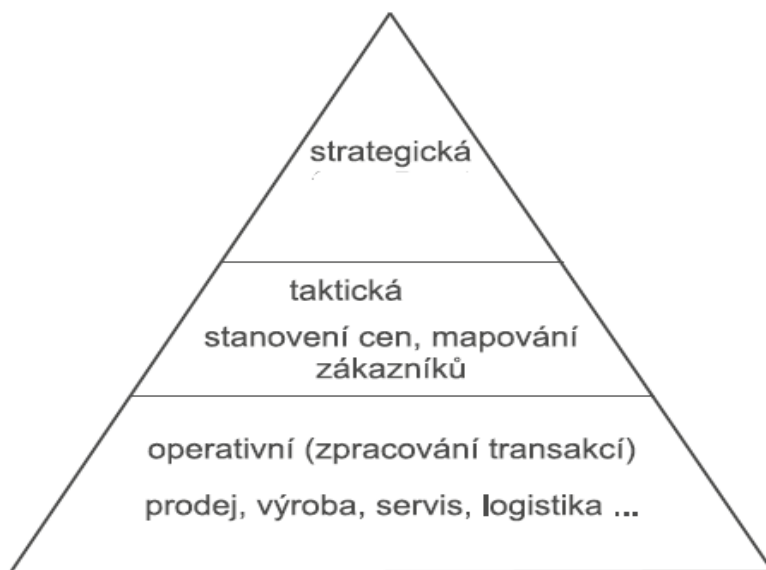 strategická
taktická
stanovení cen, mapování
zákazníků
operativní (zpracování transakcí)
prodej, výroba, servis, logistika ...